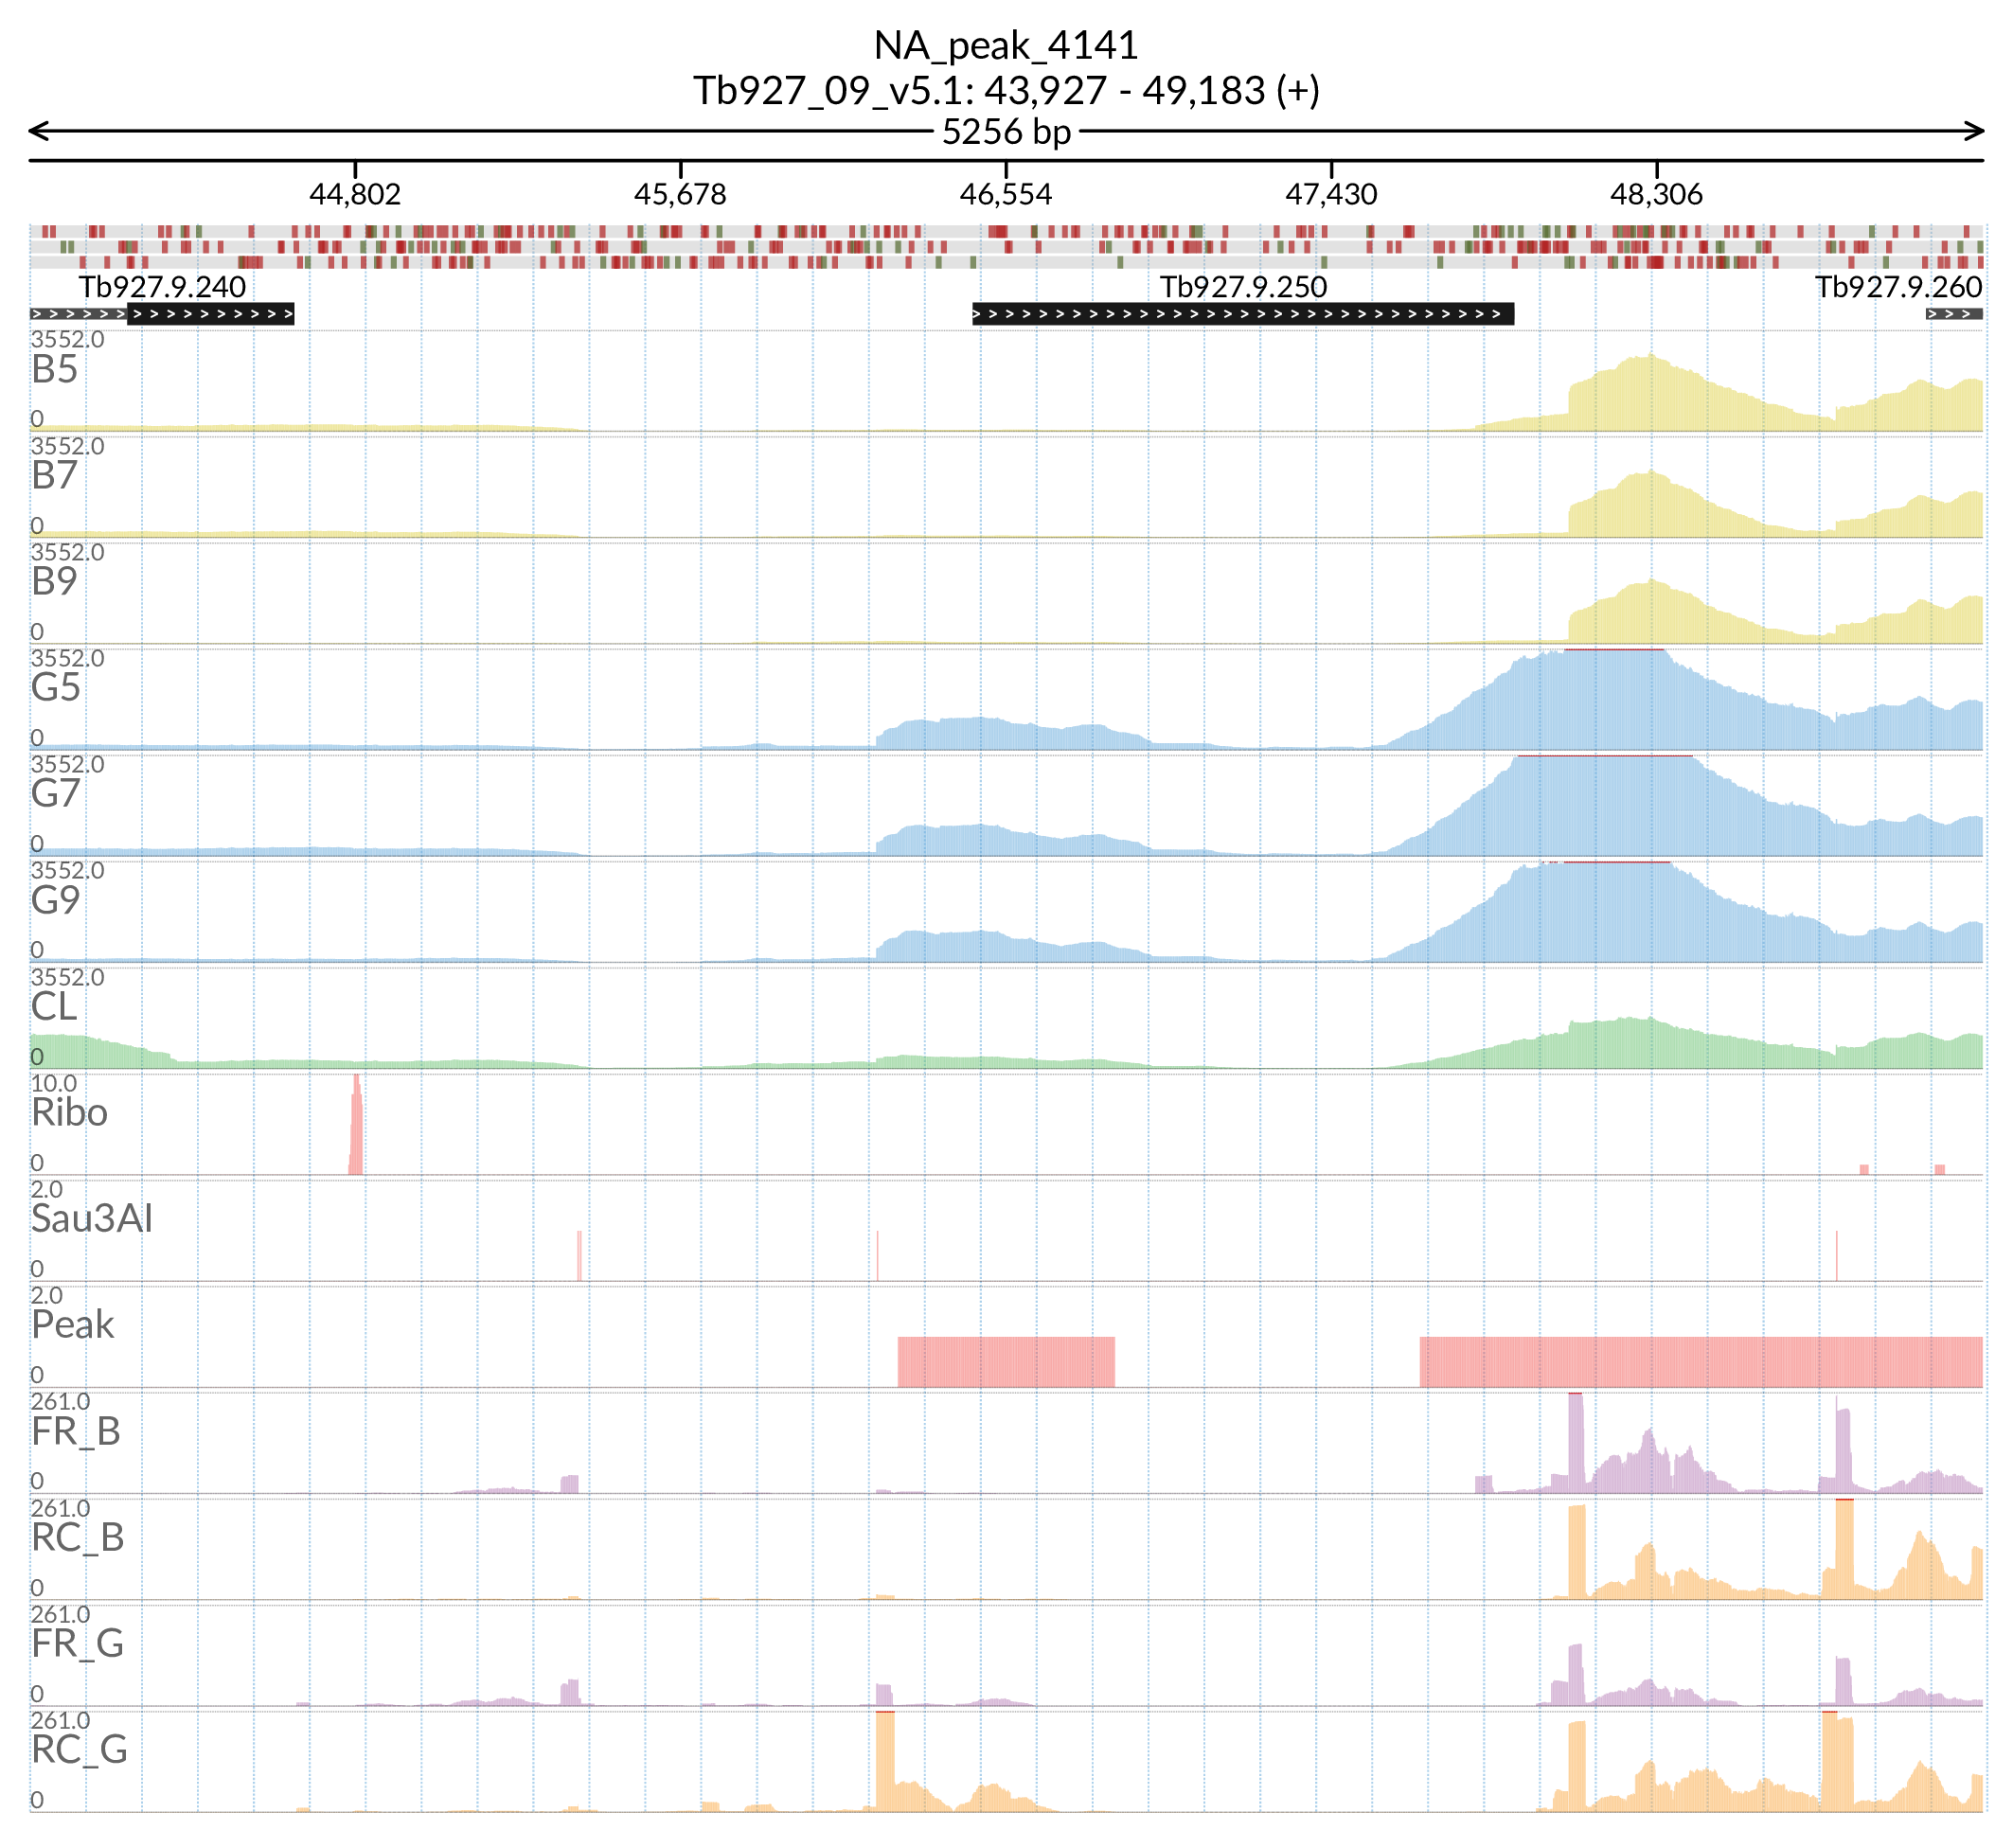 NA_peak_4141
Tb927_09_v5.1: 43,927 - 49,183 (+)
5256 bp
44,802 45,678 46,554 47,430 48,306
Tb927.9.240 Tb927.9.250 Tb927.9.260
3552.0
B5
0
3552.0
B7
0
3552.0
B9
0
3552.0
G5
0
3552.0
G7
0
3552.0
G9
0
3552.0
CL
0
10.0
Ribo
0
2.0
Sau3AI
0
2.0
Peak
0
261.0
FR_B
0
261.0
RC_B
0
261.0
FR_G
0
261.0
RC_G
0